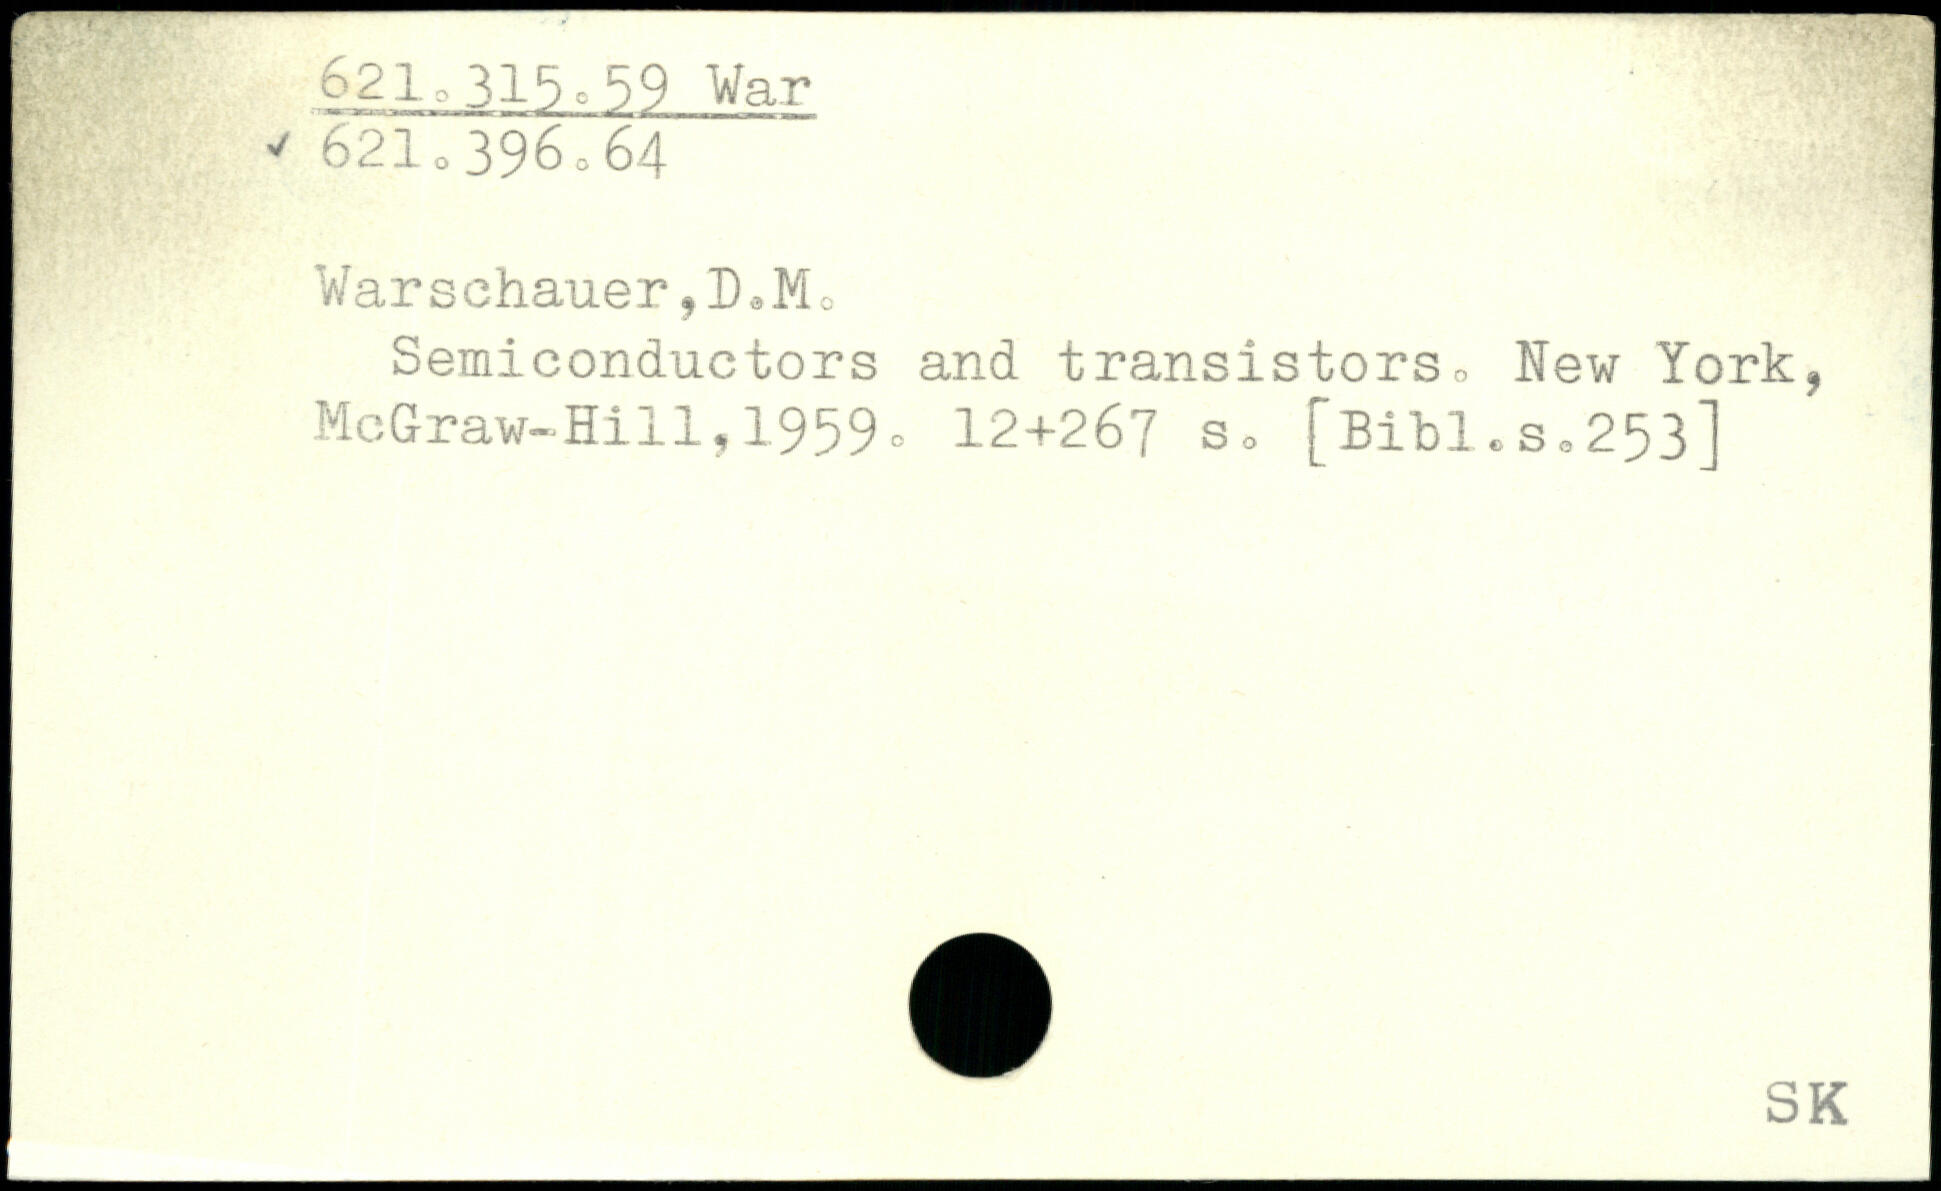 621.315.59 War
✓ 621.396.64
Warschauer,D.M.
Semiconductors and transistors. New York,
McGraw-Hill,1959. 12+267 s. [Bibl.s.253]
SK